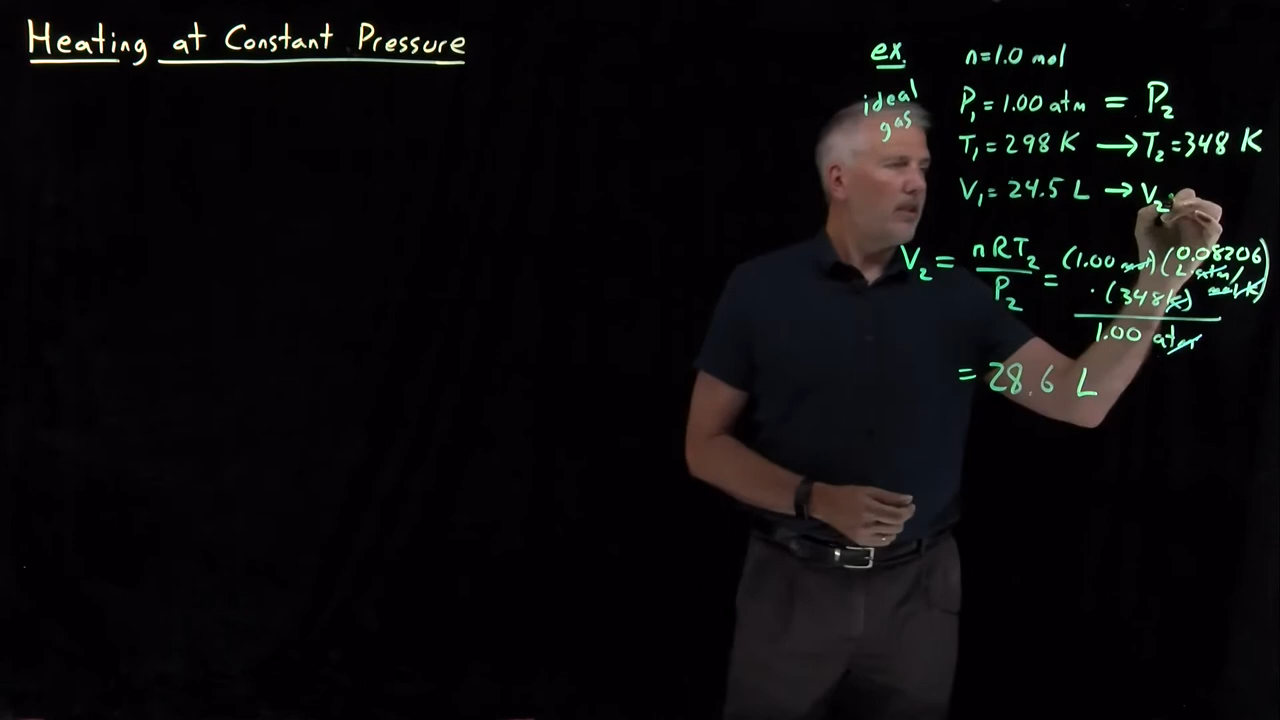 Heating at Constant Pressure
ex.
ideal
gas
n=1.0 mol
P₁ = 1.00 atm = P₂
T₁ = 298 K → T₂ = 348 K
V₁ = 24.5 L → V₂ =
V₂ = nRT₂ / P₂ = (1.00 mol) (0.08206 L·atm/mol K) · (348 K) / 1.00 atm
= 28.6 L